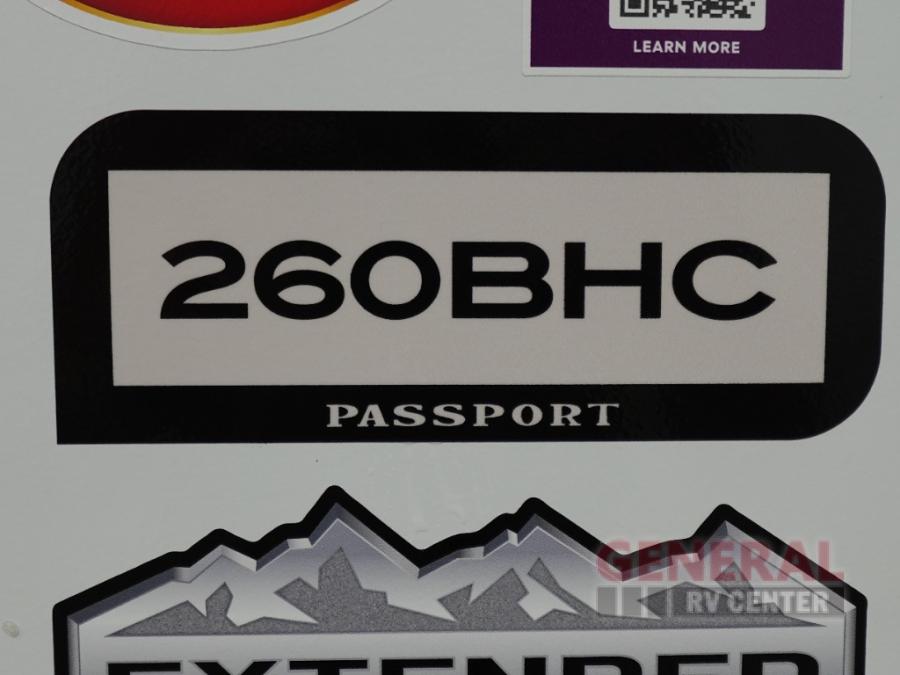 LEARN MORE
260BHC
PASSPORT
GENERAL
RV CENTER